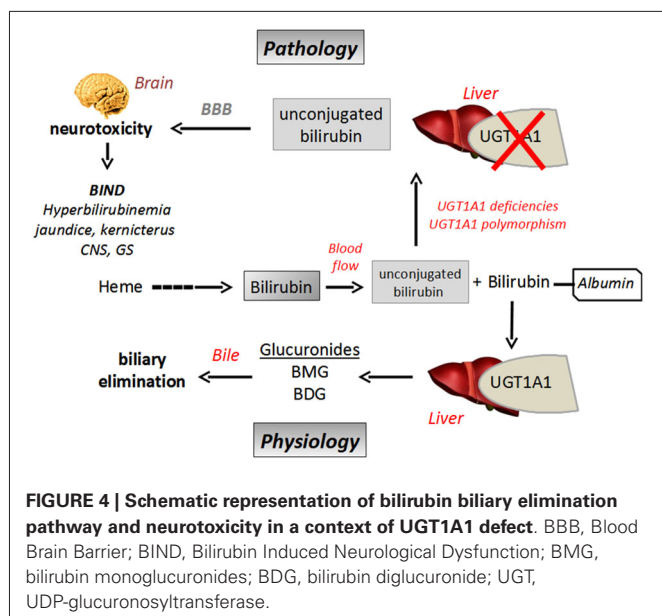 Pathology
Brain
BBB
Liver
neurotoxicity
unconjugated
bilirubin
UGT1A1
BIND
Hyperbilirubinemia
jaundice, kernicterus
CNS, GS
UGT1A1 deficiencies
UGT1A1 polymorphism
Heme
Bilirubin
Blood
flow
unconjugated
bilirubin
+ Bilirubin
Albumin
biliary
elimination
Bile
Glucuronides
BMG
BDG
UGT1A1
Liver
Physiology
FIGURE 4 | Schematic representation of bilirubin biliary elimination
pathway and neurotoxicity in a context of UGT1A1 defect. BBB, Blood
Brain Barrier; BIND, Bilirubin Induced Neurological Dysfunction; BMG,
bilirubin monoglucuronides; BDG, bilirubin diglucuronide; UGT,
UDP-glucuronosyltransferase.